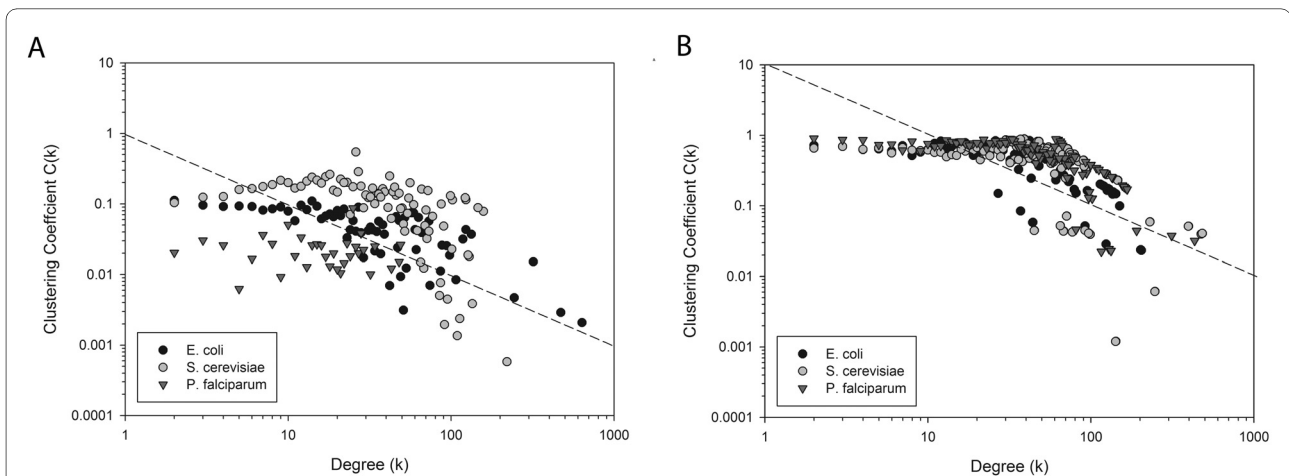 A
Clustering Coefficient C(k)
10
1
0.1
0.01
0.001
0.0001
E. coli
S. cerevisiae
P. falciparum
1
10
100
1000
Degree (k)
B
Clustering Coefficient C(k)
10
1
0.1
0.01
0.001
0.0001
E. coli
S. cerevisiae
P. falciparum
1
10
100
1000
Degree (k)